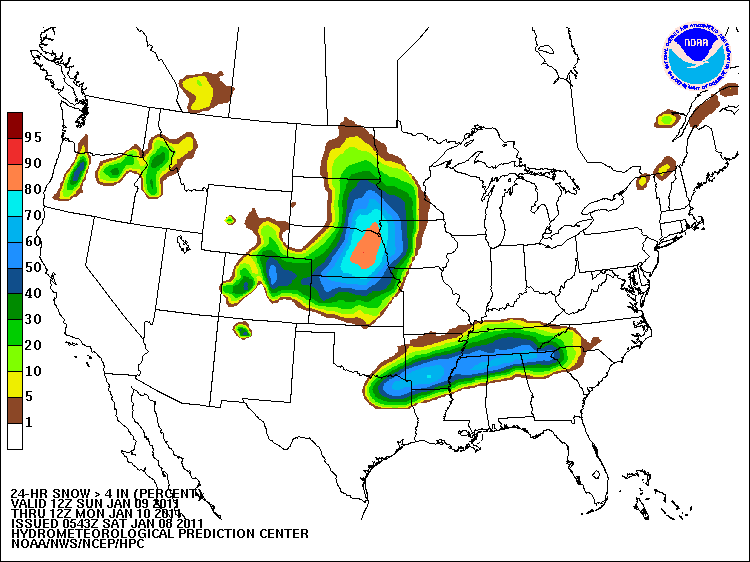 NOAA
95
90
80
70
60
50
40
30
20
10
5
1
24-HR SNOW > 4 IN (PERCENT)
VALID 12Z SUN JAN 09 2011
THRU 12Z MON JAN 10 2011
ISSUED 0543Z SAT JAN 08 2011
HYDROMETEOROLOGICAL PREDICTION CENTER
NOAA/NWS/NCEP/HPC